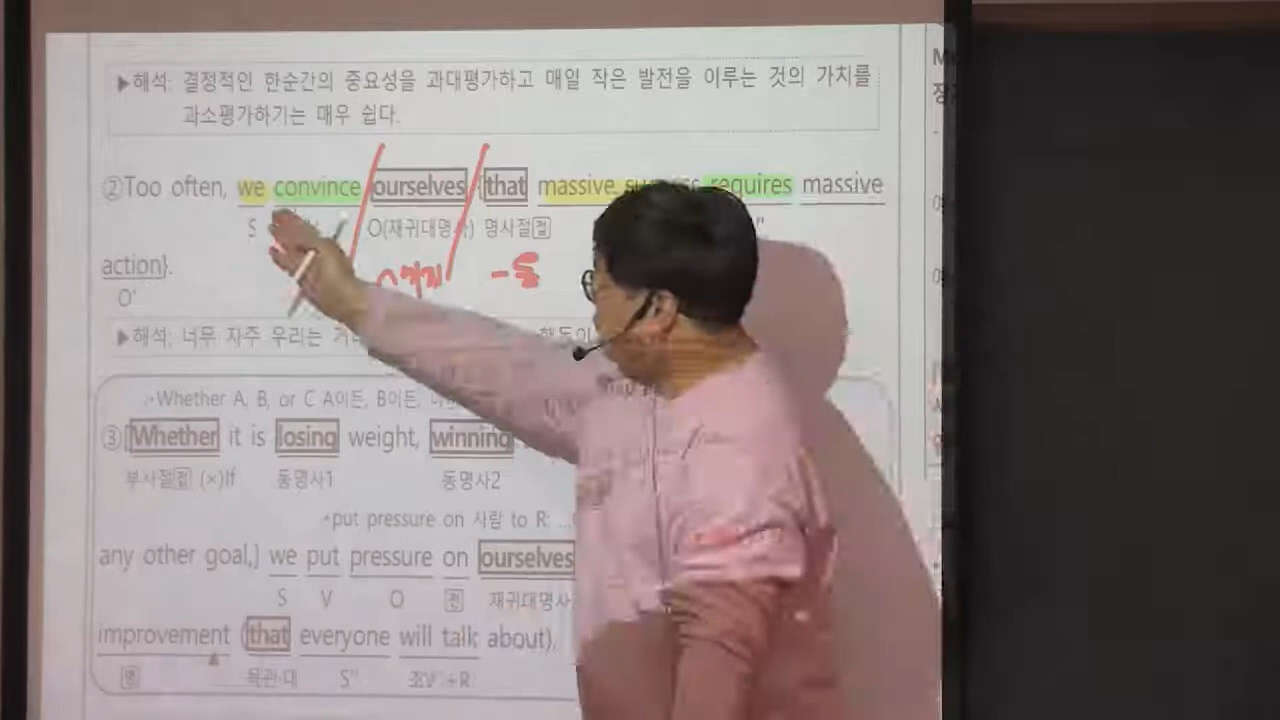 ▶해석: 결정적인 한순간의 중요성을 과대평가하고 매일 작은 발전을 이루는 것의 가치를
과소평가하기는 매우 쉽다.
②Too often, we convince ourselves that massive requires massive
S O(재귀대명사) 명사절접
action}.
O'
▶해석: 너무 자주 우리는
Whether A, B, or C A이든, B이든,
③[Whether it is losing weight, winning
부사절접 (×)If 동명사1 동명사2
put pressure on 사람 to R:
any other goal,] we put pressure on ourselves
S V O 전 재귀대명사
improvement (that everyone will talk about).
명 목관·대 S"